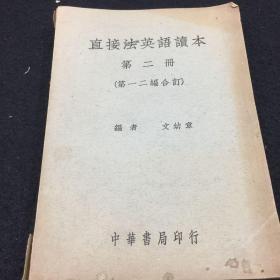 直接法英語讀本
第二冊
(第一二編合訂)
編者 文幼章
中華書局印行